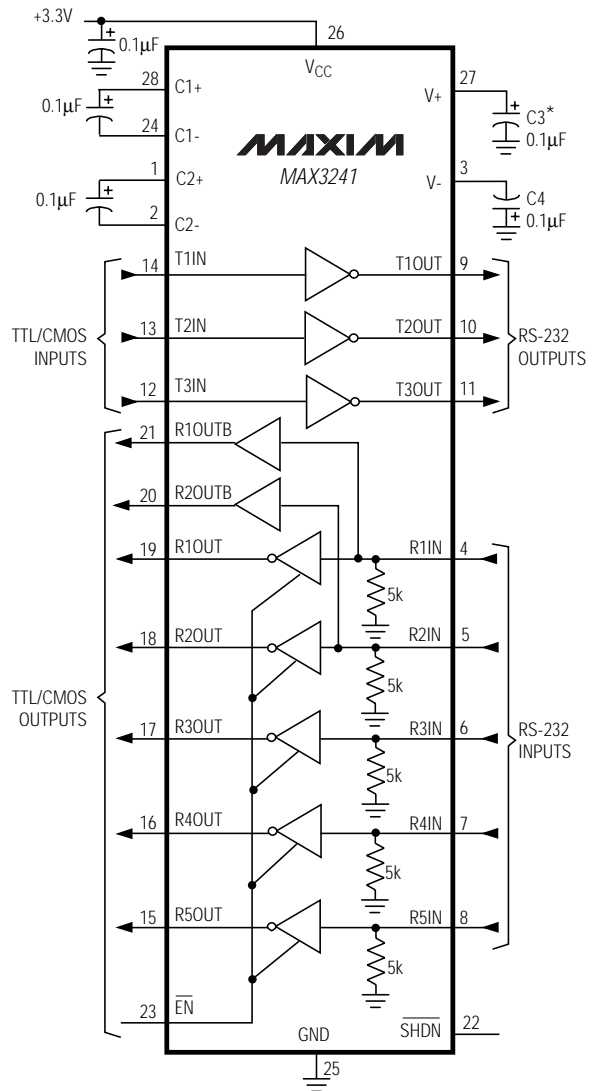 +3.3V
26
0.1µF
VCC
28
C1+
27
V+
0.1µF
C3*
0.1µF
24
C1-
MAXIM
MAX3241
1
C2+
3
V-
0.1µF
C4
0.1µF
2
C2-
14
T1IN
T1OUT
9
TTL/CMOS
INPUTS
13
T2IN
T2OUT
10
RS-232
OUTPUTS
12
T3IN
T3OUT
11
21
R1OUTB
20
R2OUTB
19
R1OUT
R1IN
4
5k
18
R2OUT
R2IN
5
5k
TTL/CMOS
OUTPUTS
17
R3OUT
R3IN
6
RS-232
INPUTS
5k
16
R4OUT
R4IN
7
5k
15
R5OUT
R5IN
8
5k
23
EN
GND
SHDN
22
25